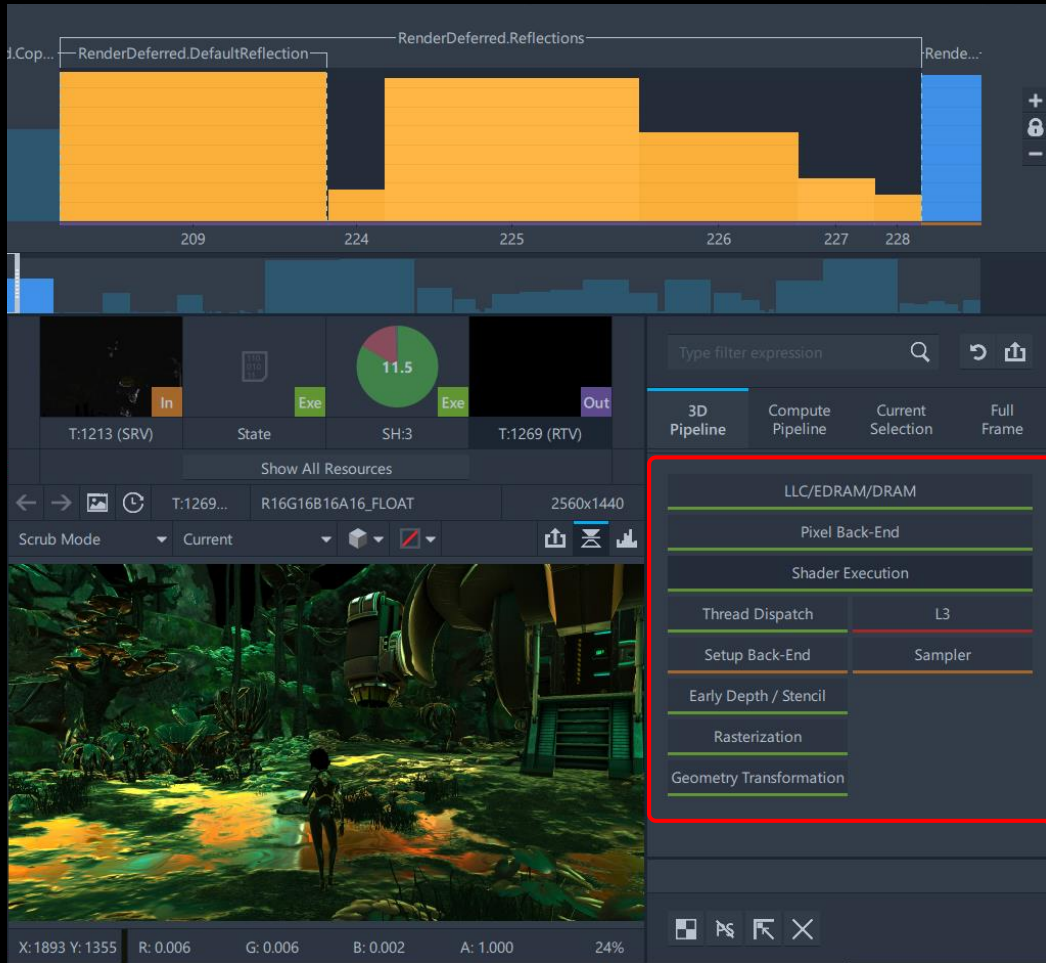 RenderDeferred.Reflections
d.Cop...
RenderDeferred.DefaultReflection
Rende...
209 224 225 226 227 228
11.5
In Exe Exe Out
T:1213 (SRV) State SH:3 T:1269 (RTV)
Show All Resources
T:1269... R16G16B16A16_FLOAT 2560x1440
Scrub Mode Current
X: 1893 Y: 1355 R: 0.006 G: 0.006 B: 0.002 A: 1.000 24%
Type filter expression
3D Pipeline
Compute Pipeline
Current Selection
Full Frame
LLC/EDRAM/DRAM
Pixel Back-End
Shader Execution
Thread Dispatch L3
Setup Back-End Sampler
Early Depth / Stencil
Rasterization
Geometry Transformation
PS